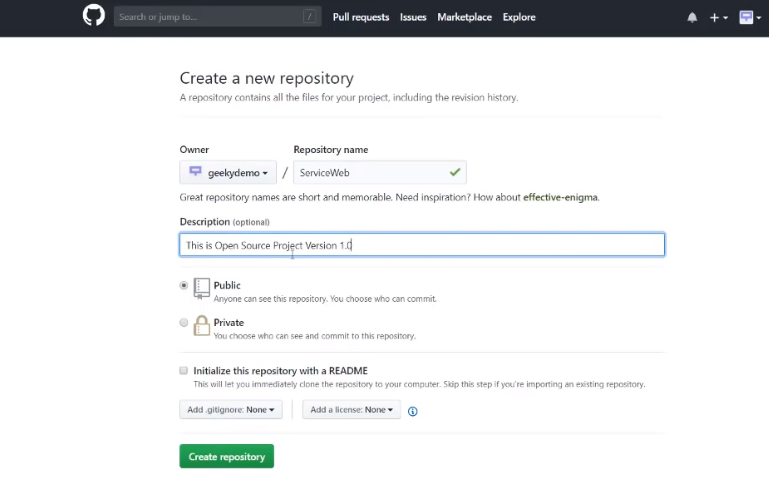 Search or jump to... / Pull requests Issues Marketplace Explore
Create a new repository
A repository contains all the files for your project, including the revision history.
Owner Repository name
geekydemo / ServiceWeb
Great repository names are short and memorable. Need inspiration? How about effective-enigma.
Description (optional)
This is Open Source Project Version 1.0
Public
Anyone can see this repository. You choose who can commit.
Private
You choose who can see and commit to this repository.
Initialize this repository with a README
This will let you immediately clone the repository to your computer. Skip this step if you're importing an existing repository.
Add .gitignore: None Add a license: None
Create repository